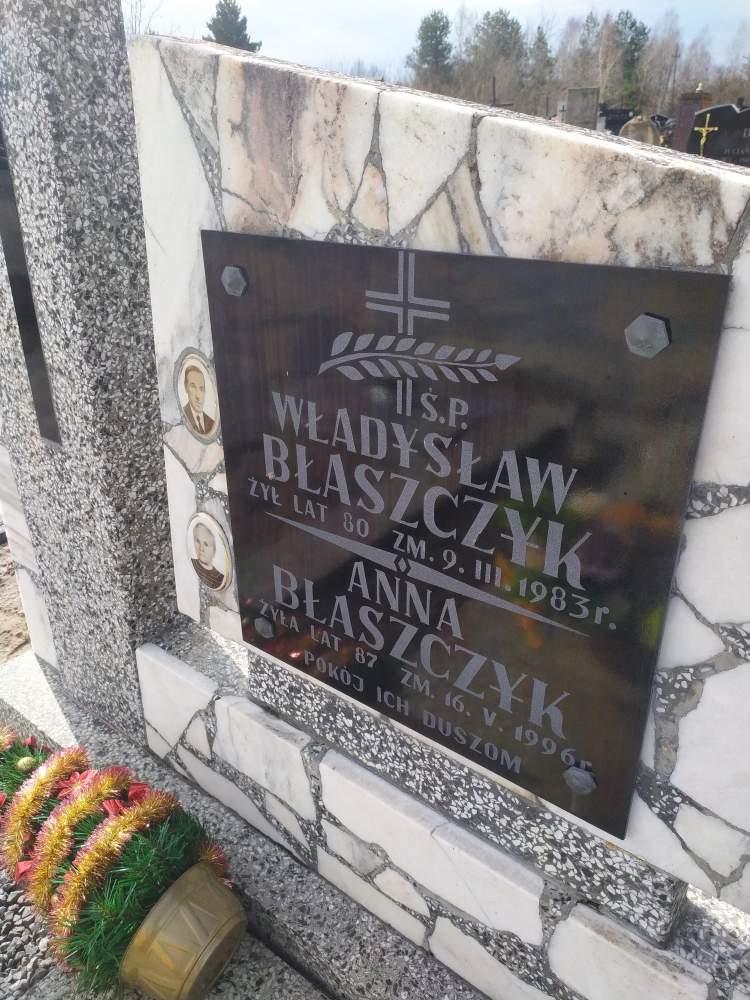 Ś.P.
WŁADYSŁAW
BŁASZCZYK
ŻYŁ LAT 80 ZM. 9. III. 1983r.
ANNA
BŁASZCZYK
ŻYŁA LAT 87 ZM. 16. V. 1996r.
POKÓJ ICH DUSZOM